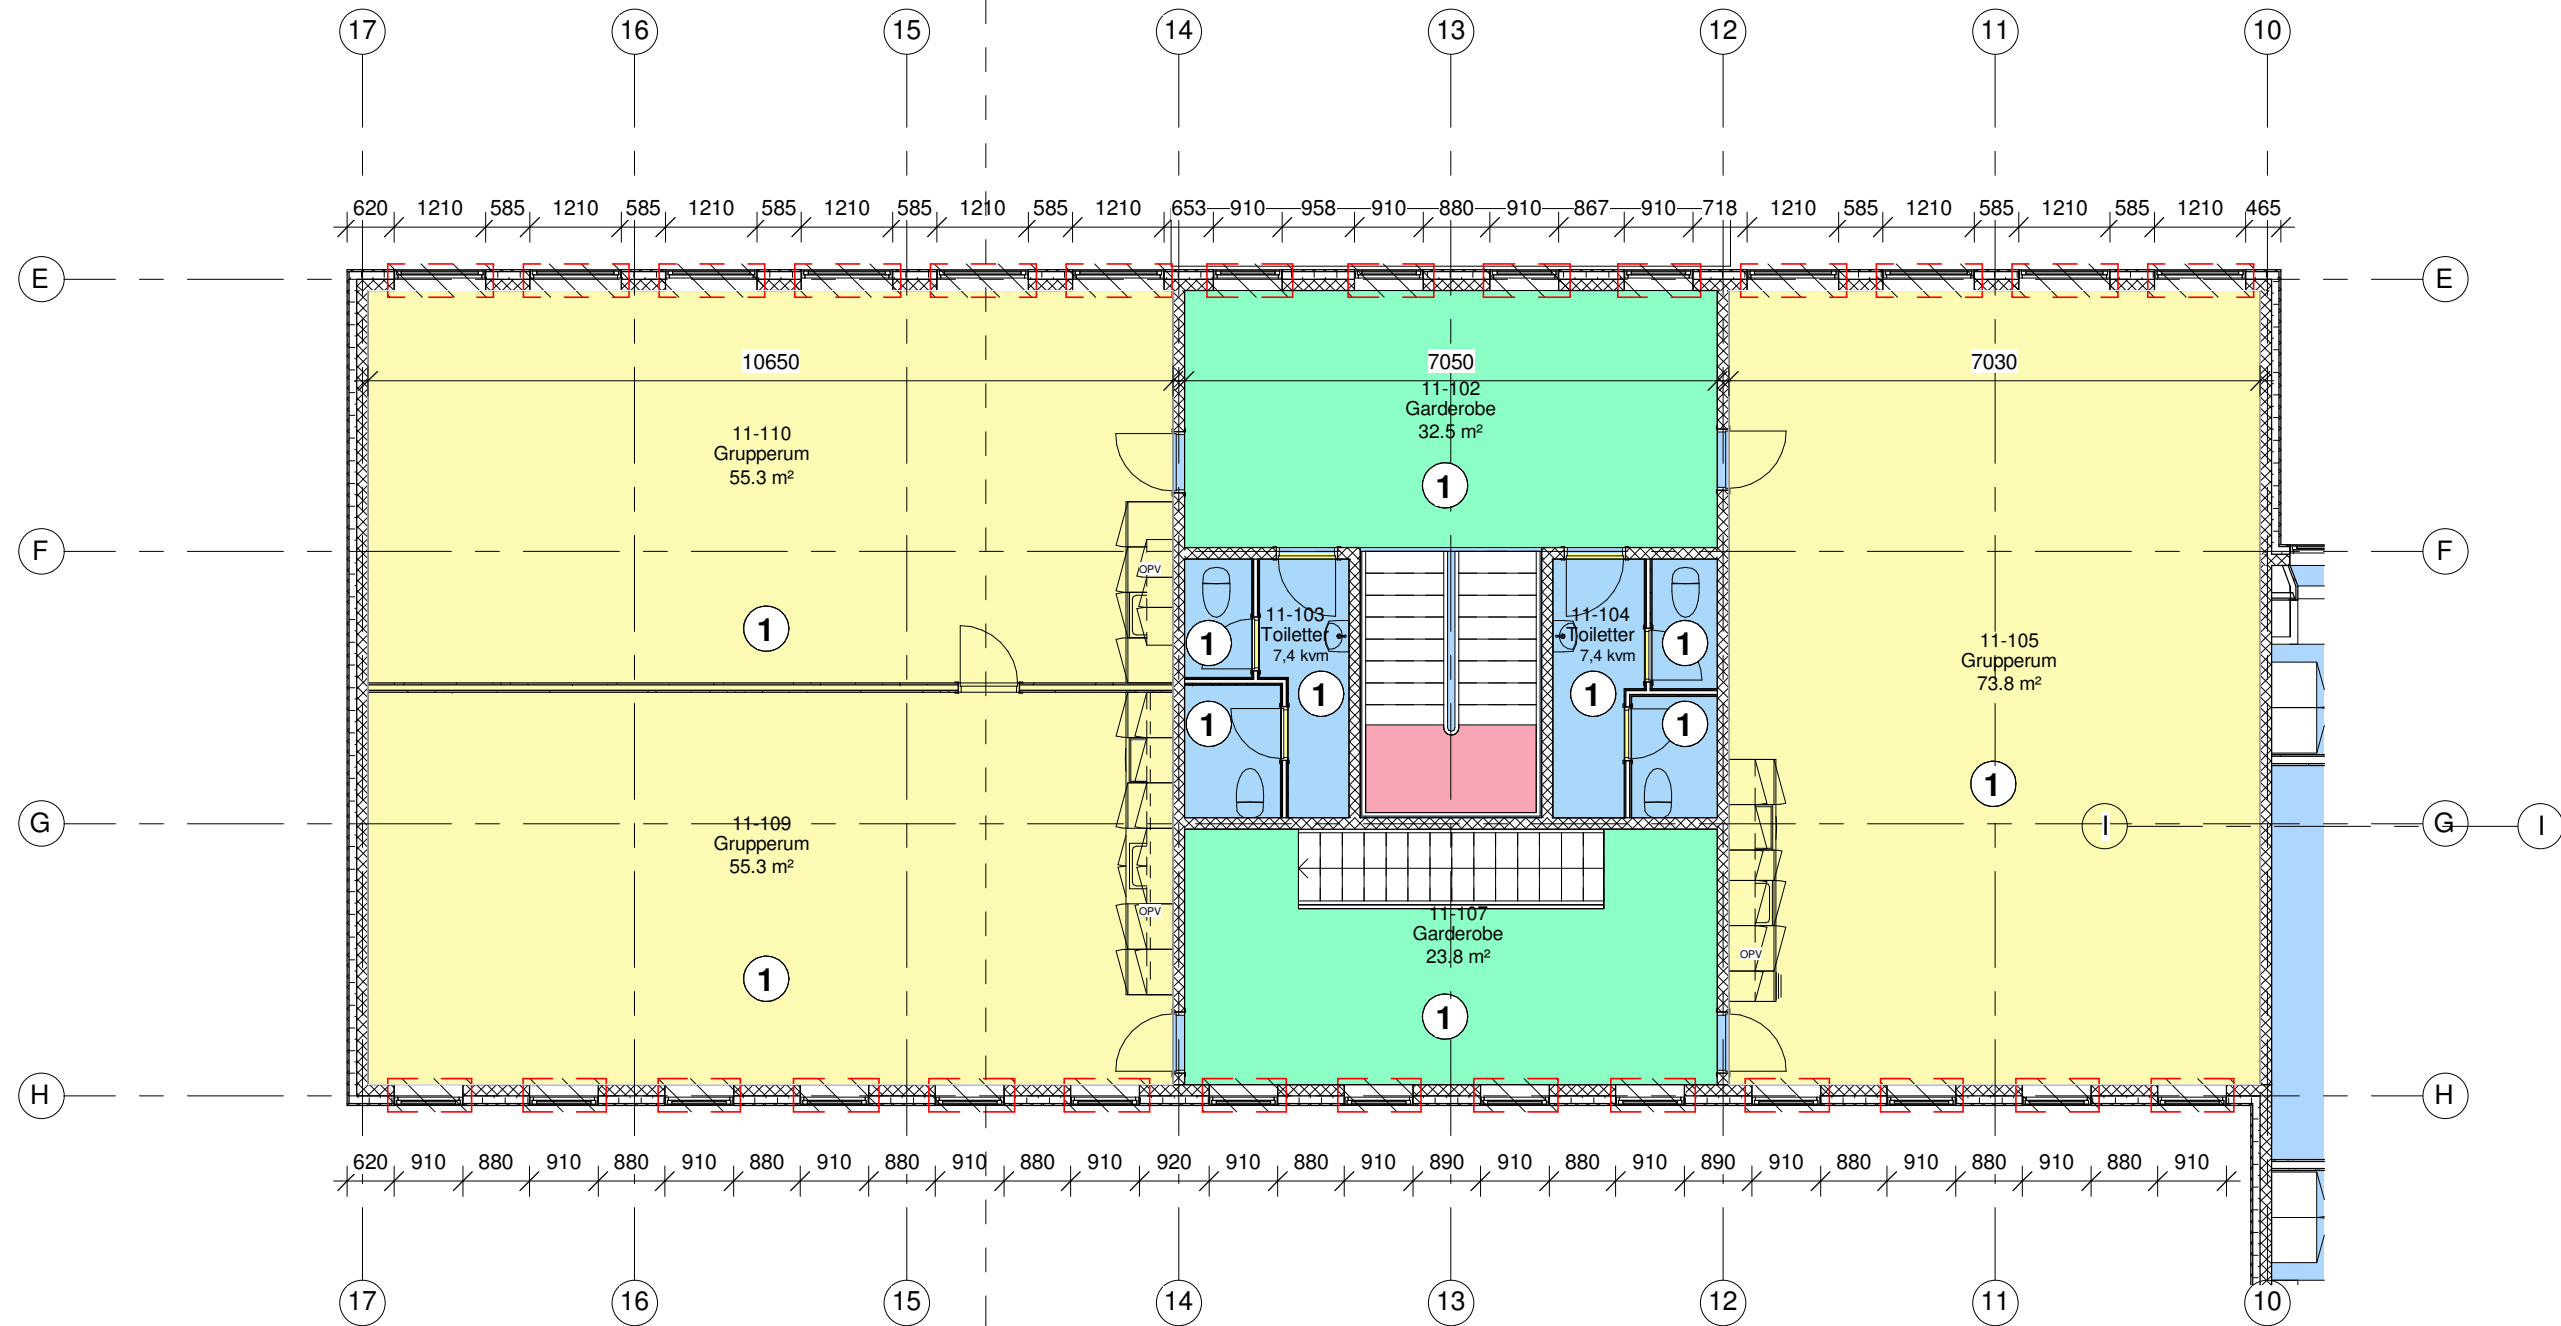 17 16 15 14 13 12 11 10
620 1210 585 1210 585 1210 585 1210 585 1210 585 1210 653 910 958 910 880 910 867 910 718 1210 585 1210 585 1210 585 1210 465
E E
10650 7050 7030
11-102
Garderobe
32.5 m²
1
11-110
Grupperum
55.3 m²
1
F F
OPV
11-103
Toiletter
7,4 kvm
1
1
1
11-104
Toiletter
7,4 kvm
1
1
1
11-105
Grupperum
73.8 m²
1
G I G I
11-109
Grupperum
55.3 m²
1
OPV
11-107
Garderobe
23.8 m²
1
OPV
H H
620 910 880 910 880 910 880 910 880 910 880 910 920 910 880 910 890 910 880 910 890 910 880 910 880 910 880 910
17 16 15 14 13 12 11 10